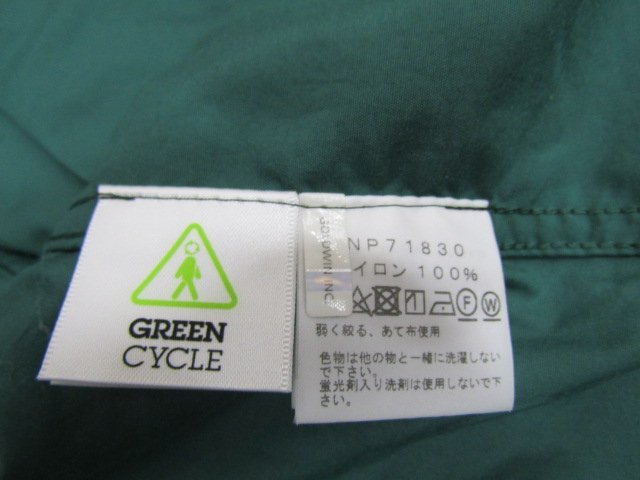 GREEN
CYCLE
GOLDWIN INC.
NP71830
イロン 100%
F W
弱く絞る、あて布使用
色物は他の物と一緒に洗濯しない
で下さい。
蛍光剤入り洗剤は使用しないで下
さい。